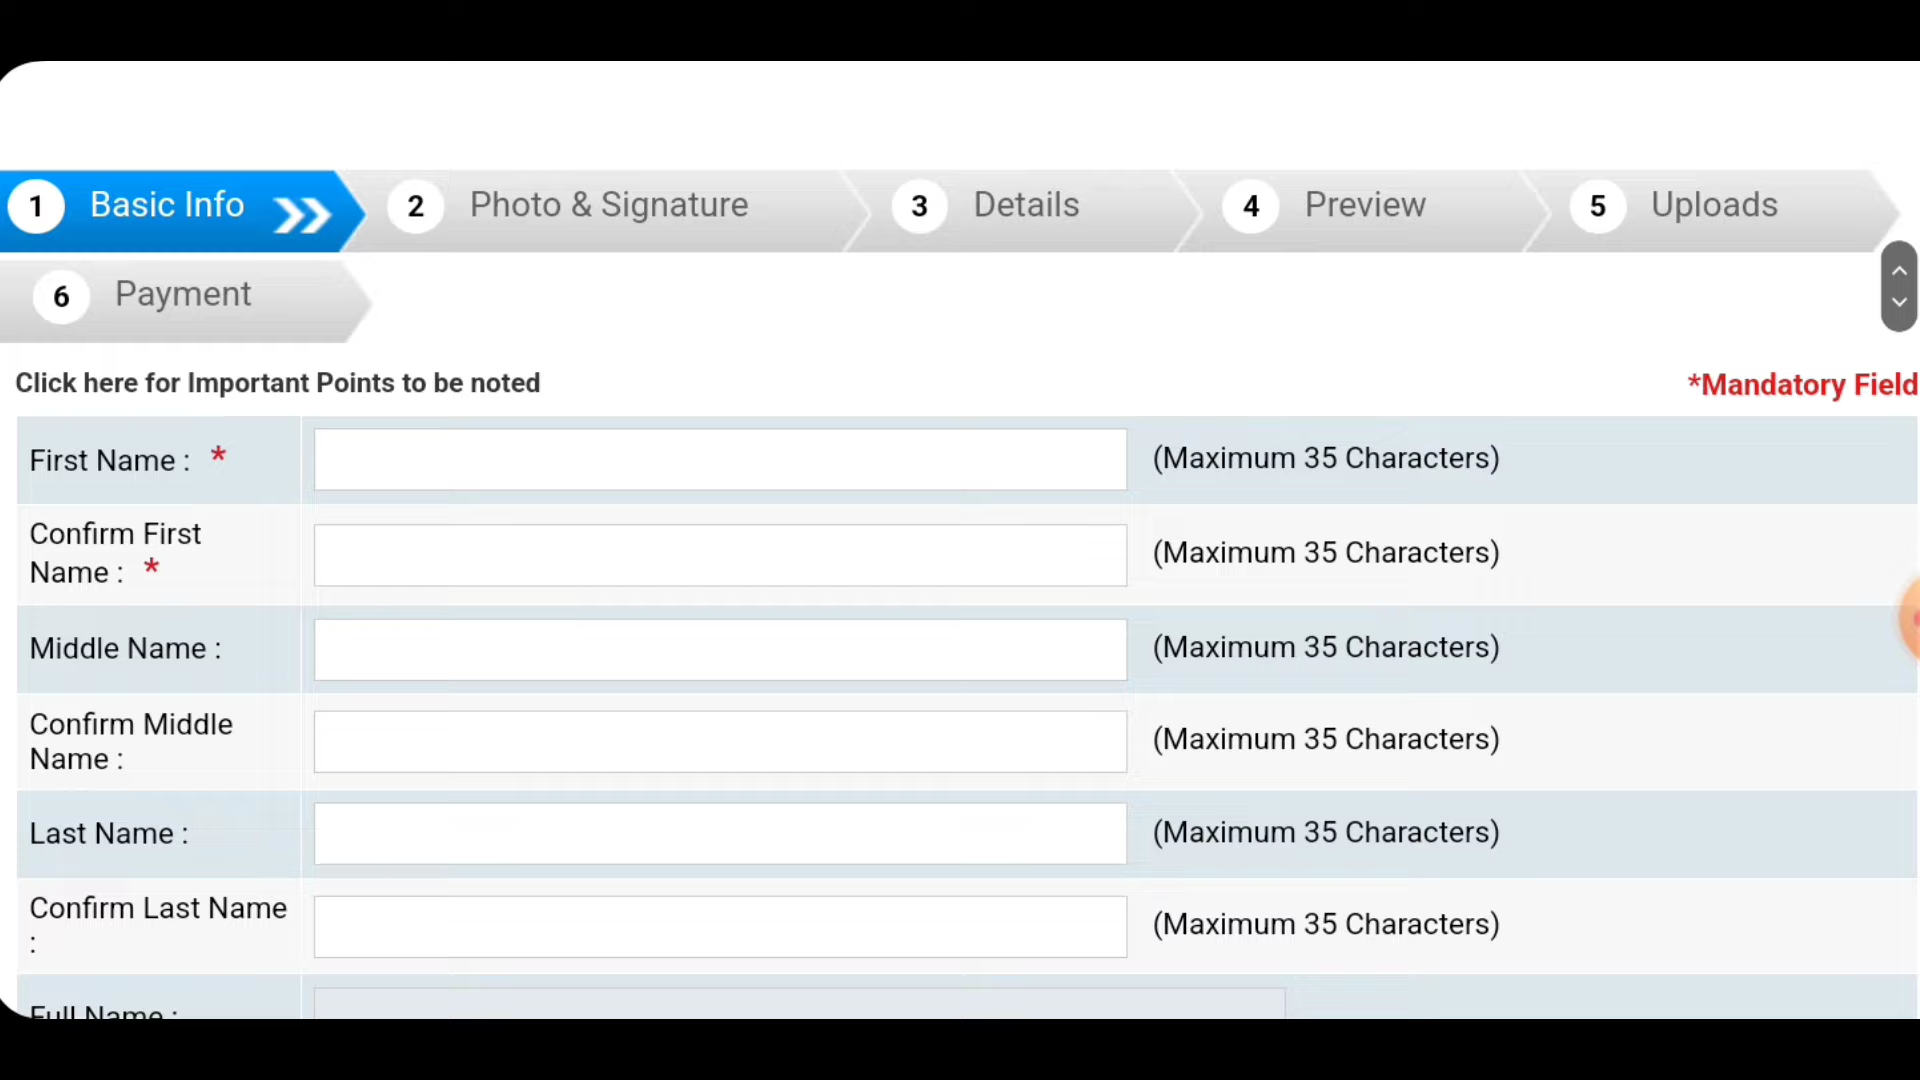 1 Basic Info 2 Photo & Signature 3 Details 4 Preview 5 Uploads
6 Payment
Click here for Important Points to be noted *Mandatory Field
First Name : * (Maximum 35 Characters)
Confirm First
Name : * (Maximum 35 Characters)
Middle Name : (Maximum 35 Characters)
Confirm Middle
Name : (Maximum 35 Characters)
Last Name : (Maximum 35 Characters)
Confirm Last Name
: (Maximum 35 Characters)
Full Name :